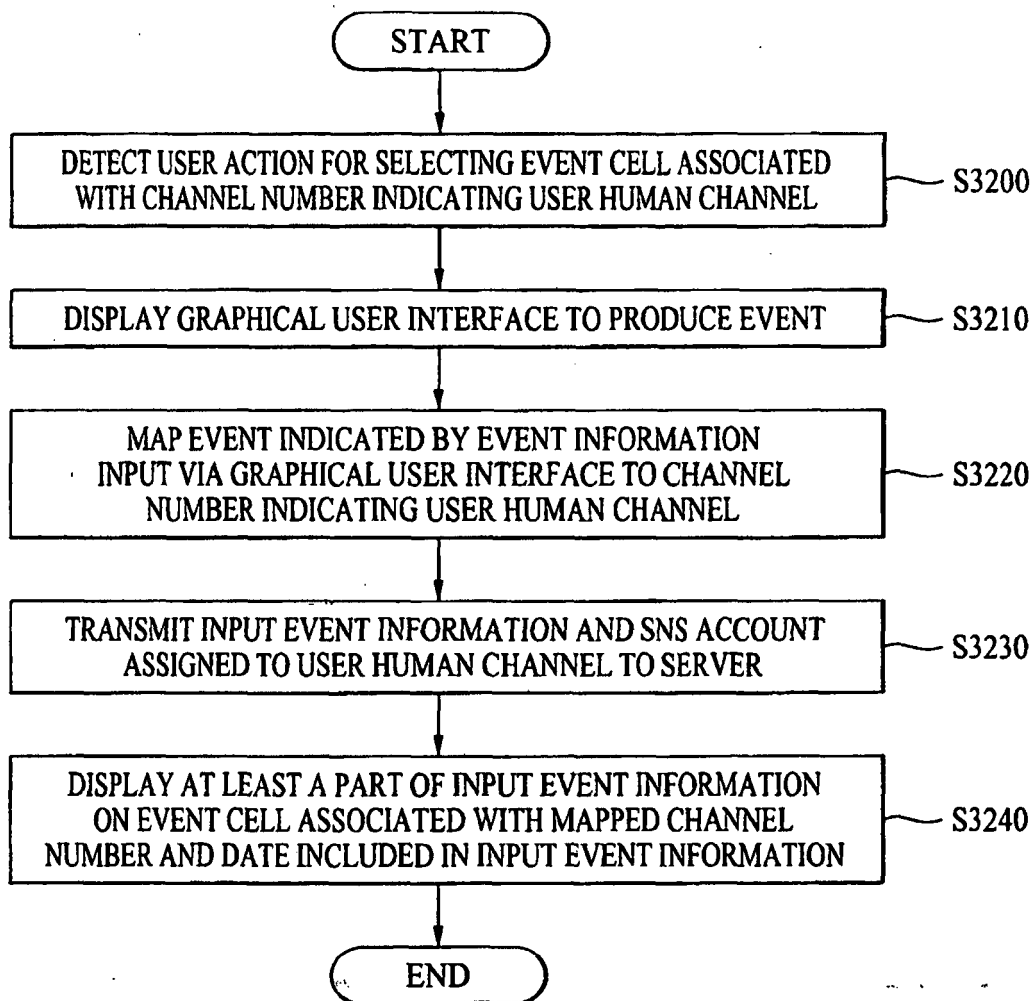 START
DETECT USER ACTION FOR SELECTING EVENT CELL ASSOCIATED
WITH CHANNEL NUMBER INDICATING USER HUMAN CHANNEL
S3200
DISPLAY GRAPHICAL USER INTERFACE TO PRODUCE EVENT
S3210
MAP EVENT INDICATED BY EVENT INFORMATION
INPUT VIA GRAPHICAL USER INTERFACE TO CHANNEL
NUMBER INDICATING USER HUMAN CHANNEL
S3220
TRANSMIT INPUT EVENT INFORMATION AND SNS ACCOUNT
ASSIGNED TO USER HUMAN CHANNEL TO SERVER
S3230
DISPLAY AT LEAST A PART OF INPUT EVENT INFORMATION
ON EVENT CELL ASSOCIATED WITH MAPPED CHANNEL
NUMBER AND DATE INCLUDED IN INPUT EVENT INFORMATION
S3240
END